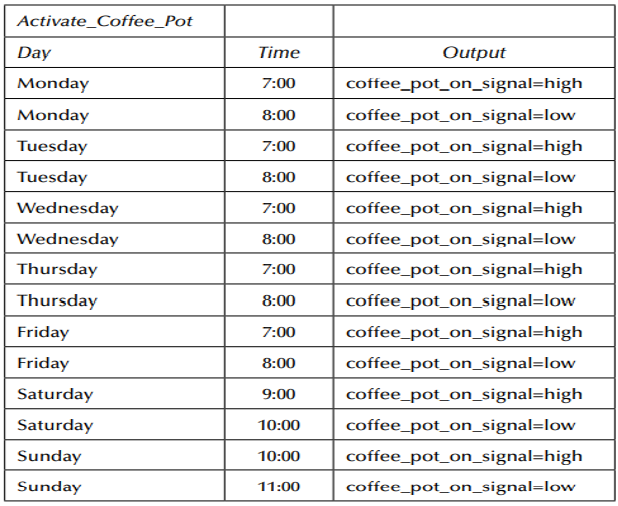 Activate_Coffee_Pot
Day Time Output
Monday 7:00 coffee_pot_on_signal=high
Monday 8:00 coffee_pot_on_signal=low
Tuesday 7:00 coffee_pot_on_signal=high
Tuesday 8:00 coffee_pot_on_signal=low
Wednesday 7:00 coffee_pot_on_signal=high
Wednesday 8:00 coffee_pot_on_signal=low
Thursday 7:00 coffee_pot_on_signal=high
Thursday 8:00 coffee_pot_on_signal=low
Friday 7:00 coffee_pot_on_signal=high
Friday 8:00 coffee_pot_on_signal=low
Saturday 9:00 coffee_pot_on_signal=high
Saturday 10:00 coffee_pot_on_signal=low
Sunday 10:00 coffee_pot_on_signal=high
Sunday 11:00 coffee_pot_on_signal=low